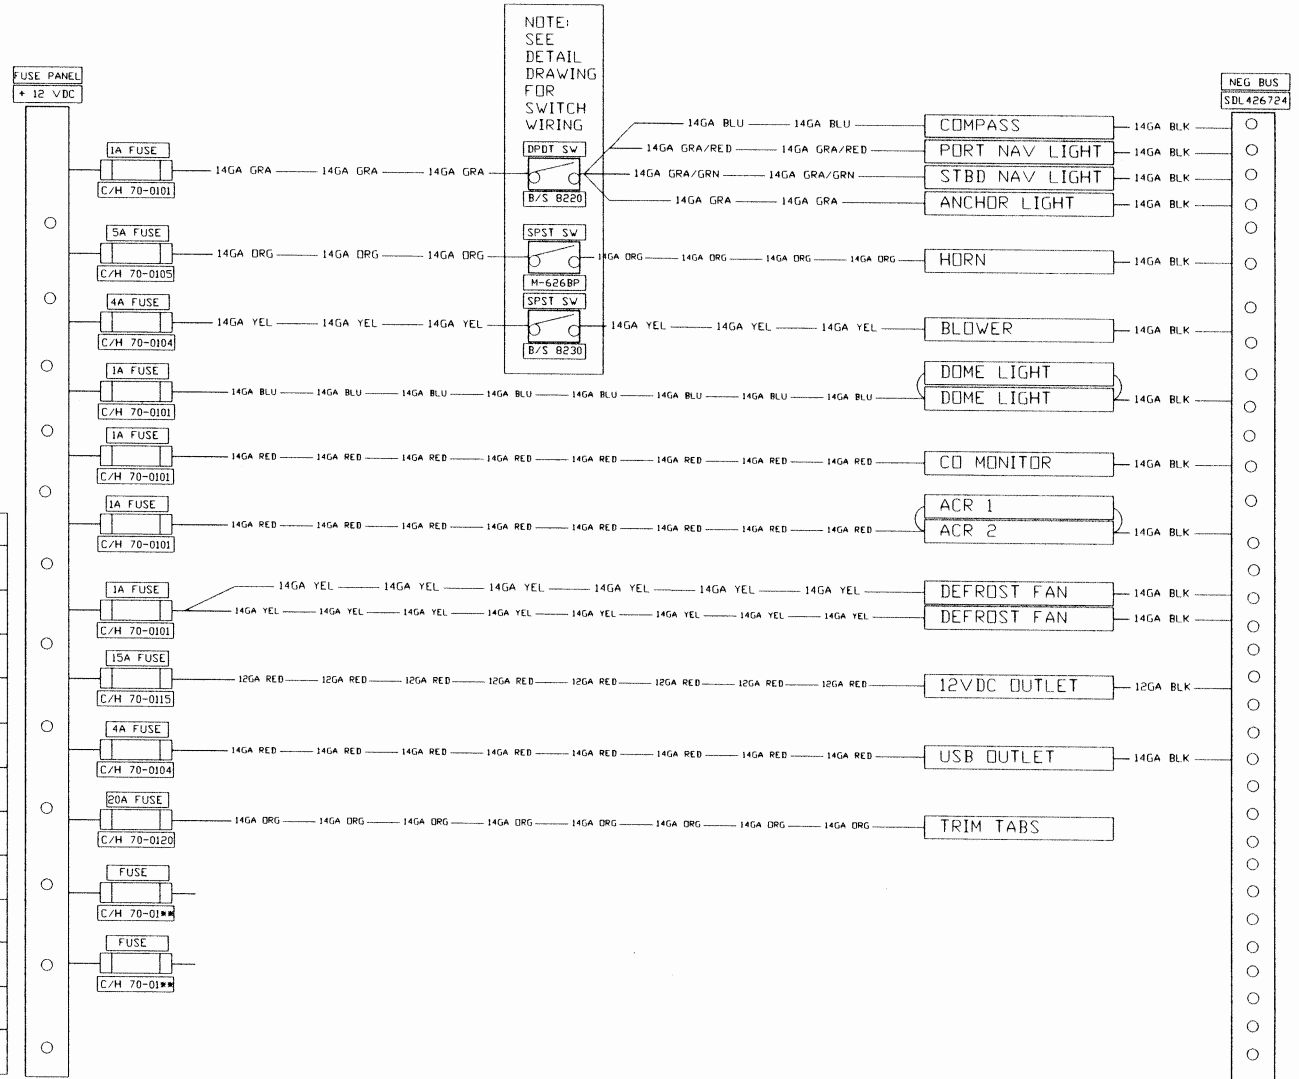 NOTE:
SEE
DETAIL
DRAWING
FOR
SWITCH
WIRING
FUSE PANEL
+ 12 VDC
NEG BUS
SDL426724
1A FUSE
C/H 70-0101
14GA GRA 14GA GRA 14GA GRA
DPDT SW
B/S 8220
14GA BLU 14GA BLU
COMPASS
14GA BLK
14GA GRA/RED 14GA GRA/RED
PORT NAV LIGHT
14GA BLK
14GA GRA/GRN 14GA GRA/GRN
STBD NAV LIGHT
14GA BLK
14GA GRA 14GA GRA
ANCHOR LIGHT
14GA BLK
5A FUSE
C/H 70-0105
14GA ORG 14GA ORG 14GA ORG
SPST SW
M-626BP
14GA ORG 14GA ORG 14GA ORG 14GA ORG
HORN
14GA BLK
4A FUSE
C/H 70-0104
14GA YEL 14GA YEL 14GA YEL
SPST SW
B/S 8230
14GA YEL 14GA YEL 14GA YEL
BLOWER
14GA BLK
1A FUSE
C/H 70-0101
14GA BLU 14GA BLU 14GA BLU 14GA BLU 14GA BLU 14GA BLU 14GA BLU 14GA BLU
DOME LIGHT
DOME LIGHT
14GA BLK
1A FUSE
C/H 70-0101
14GA RED 14GA RED 14GA RED 14GA RED 14GA RED 14GA RED 14GA RED 14GA RED
CO MONITOR
14GA BLK
1A FUSE
C/H 70-0101
14GA RED 14GA RED 14GA RED 14GA RED 14GA RED 14GA RED 14GA RED 14GA RED
ACR 1
ACR 2
14GA BLK
1A FUSE
C/H 70-0101
14GA YEL 14GA YEL 14GA YEL 14GA YEL 14GA YEL 14GA YEL
DEFROST FAN
14GA BLK
14GA YEL 14GA YEL 14GA YEL 14GA YEL 14GA YEL 14GA YEL 14GA YEL 14GA YEL
DEFROST FAN
14GA BLK
15A FUSE
C/H 70-0115
12GA RED 12GA RED 12GA RED 12GA RED 12GA RED 12GA RED 12GA RED 12GA RED
12VDC OUTLET
12GA BLK
4A FUSE
C/H 70-0104
14GA RED 14GA RED 14GA RED 14GA RED 14GA RED 14GA RED 14GA RED 14GA RED
USB OUTLET
14GA BLK
20A FUSE
C/H 70-0120
14GA ORG 14GA ORG 14GA ORG 14GA ORG 14GA ORG 14GA ORG 14GA ORG 14GA ORG
TRIM TABS
FUSE
C/H 70-01**
FUSE
C/H 70-01**